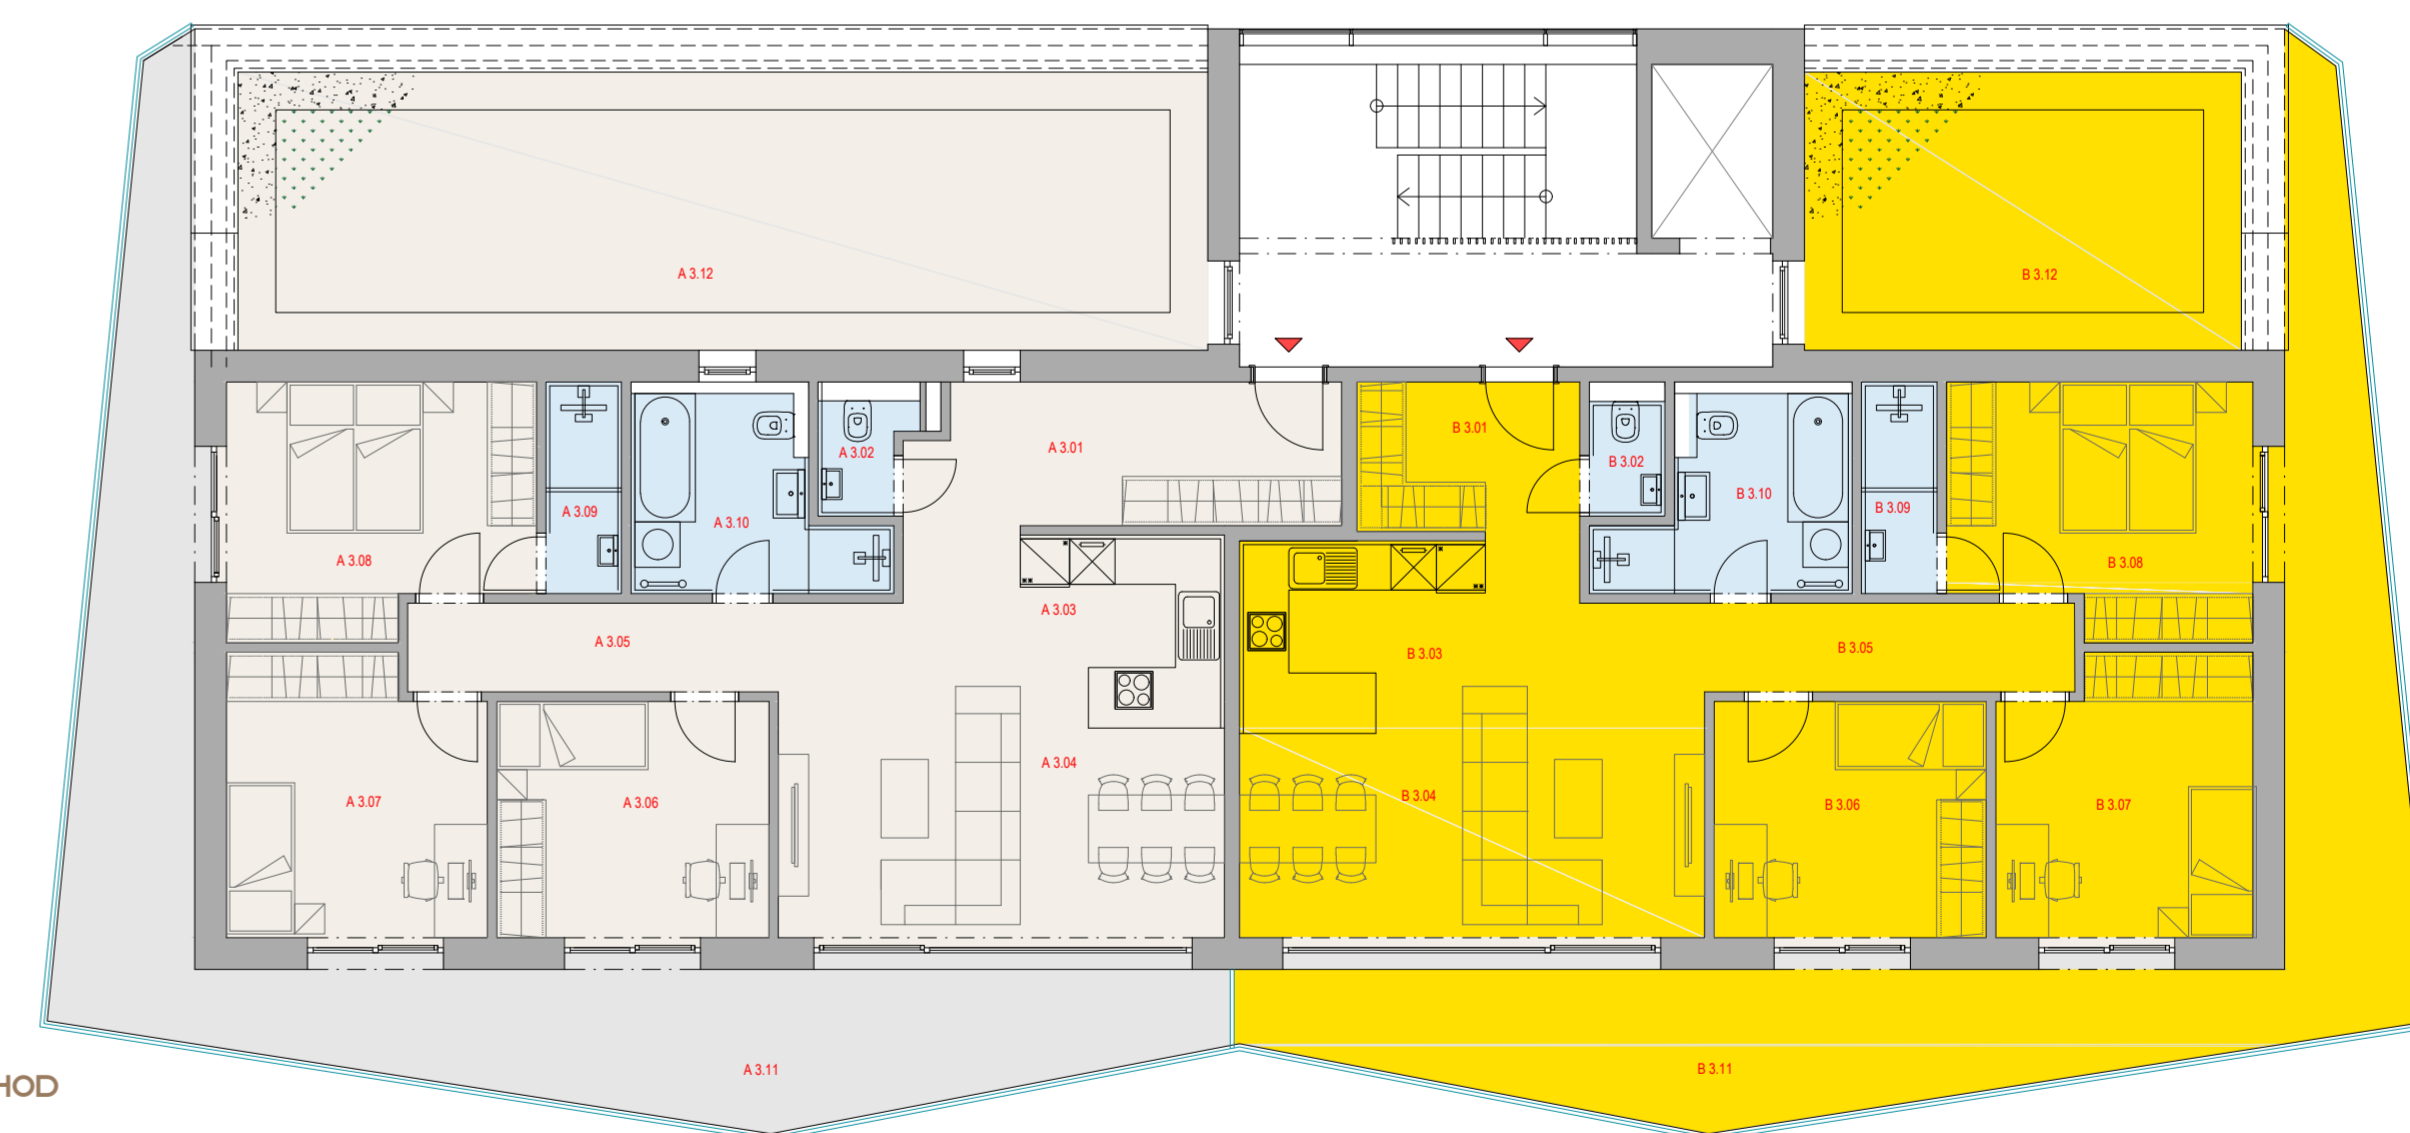 A 3.12
B 3.12
A 3.01
B 3.01
A 3.02
B 3.02
A 3.09
A 3.10
B 3.10
B 3.09
A 3.08
B 3.08
A 3.03
A 3.05
B 3.03
B 3.05
A 3.04
A 3.07
A 3.06
B 3.04
B 3.06
B 3.07
A 3.11
B 3.11
HOD